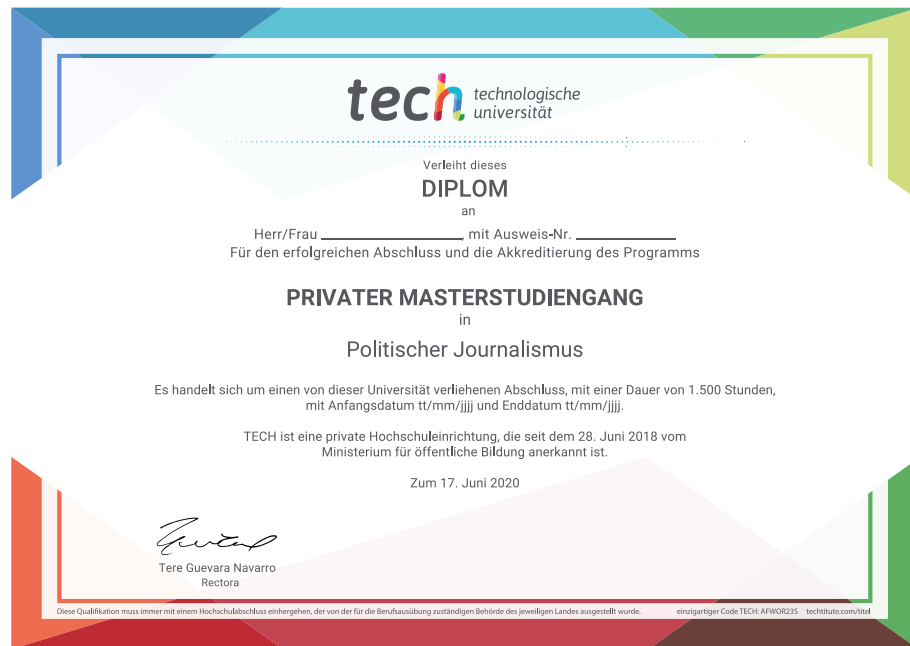 tech technologische
universität
Verleiht dieses
DIPLOM
an
Herr/Frau ____________________, mit Ausweis-Nr. ______________
Für den erfolgreichen Abschluss und die Akkreditierung des Programms
PRIVATER MASTERSTUDIENGANG
in
Politischer Journalismus
Es handelt sich um einen von dieser Universität verliehenen Abschluss, mit einer Dauer von 1.500 Stunden,
mit Anfangsdatum tt/mm/jjjj und Enddatum tt/mm/jjjj.
TECH ist eine private Hochschuleinrichtung, die seit dem 28. Juni 2018 vom
Ministerium für öffentliche Bildung anerkannt ist.
Zum 17. Juni 2020
Tere Guevara Navarro
Rectora
Diese Qualifikation muss immer mit einem Hochschulabschluss einhergehen, der von der für die Berufsausübung zuständigen Behörde des jeweiligen Landes ausgestellt wurde. einzigartiger Code TECH: AFWOR23S techtitute.com/titel